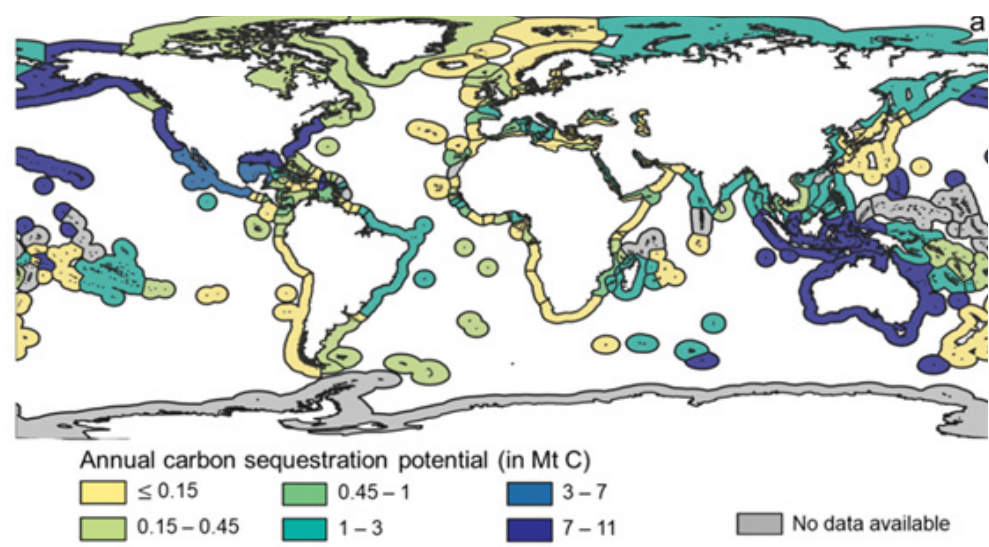 a
Annual carbon sequestration potential (in Mt C)
≤ 0.15
0.45 – 1
3 – 7
0.15 – 0.45
1 – 3
7 – 11
No data available